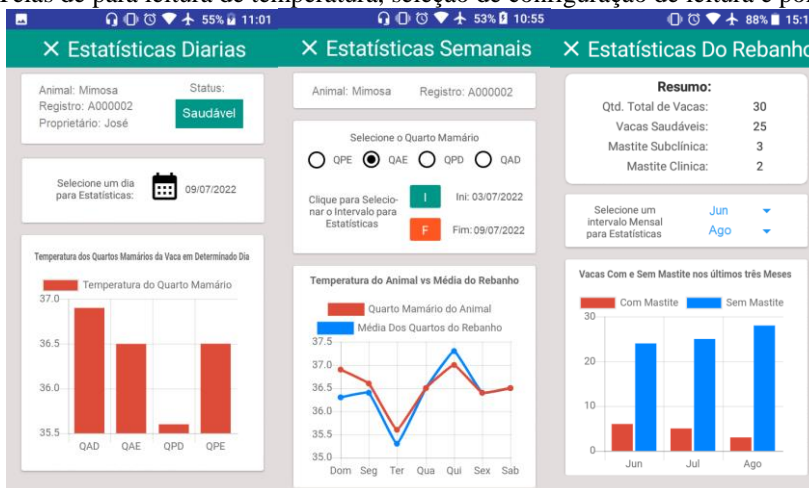 para leitura de temperatura, seleção de configuração de leitura e
55% 11:01
× Estatísticas Diarias
Animal: Mimosa
Registro: A000002
Proprietário: José
Status:
Saudável
Selecione um dia
para Estatísticas:
09/07/2022
Temperatura dos Quartos Mamários da Vaca em Determinado Dia
Temperatura do Quarto Mamário
37.0
36.5
36.0
35.5
QAD QAE QPD QPE
53% 10:55
× Estatísticas Semanais
Animal: Mimosa Registro: A000002
Selecione o Quarto Mamário
QPE QAE QPD QAD
Clique para Selecio-
nar o Intervalo para
Estatísticas
I Ini: 03/07/2022
F Fim: 09/07/2022
Temperatura do Animal vs Média do Rebanho
Quarto Mamário do Animal
Média Dos Quartos do Rebanho
37.5
37.0
36.5
36.0
35.5
35.0
Dom Seg Ter Qua Qui Sex Sab
88% 15:1
× Estatísticas Do Rebanho
Resumo:
Qtd. Total de Vacas: 30
Vacas Saudáveis: 25
Mastite Subclínica: 3
Mastite Clinica: 2
Selecione um
intervalo Mensal
para Estatísticas
Jun
Ago
Vacas Com e Sem Mastite nos últimos três Meses
Com Mastite Sem Mastite
30
20
10
0
Jun Jul Ago